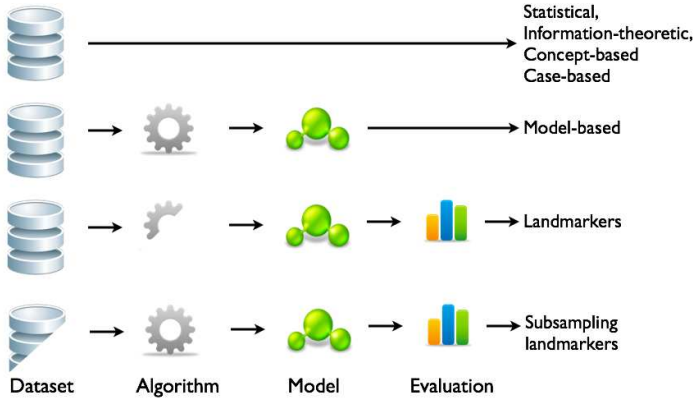 Statistical,
Information-theoretic,
Concept-based
Case-based
Model-based
Landmarkers
Subsampling
landmarkers
Dataset
Algorithm
Model
Evaluation